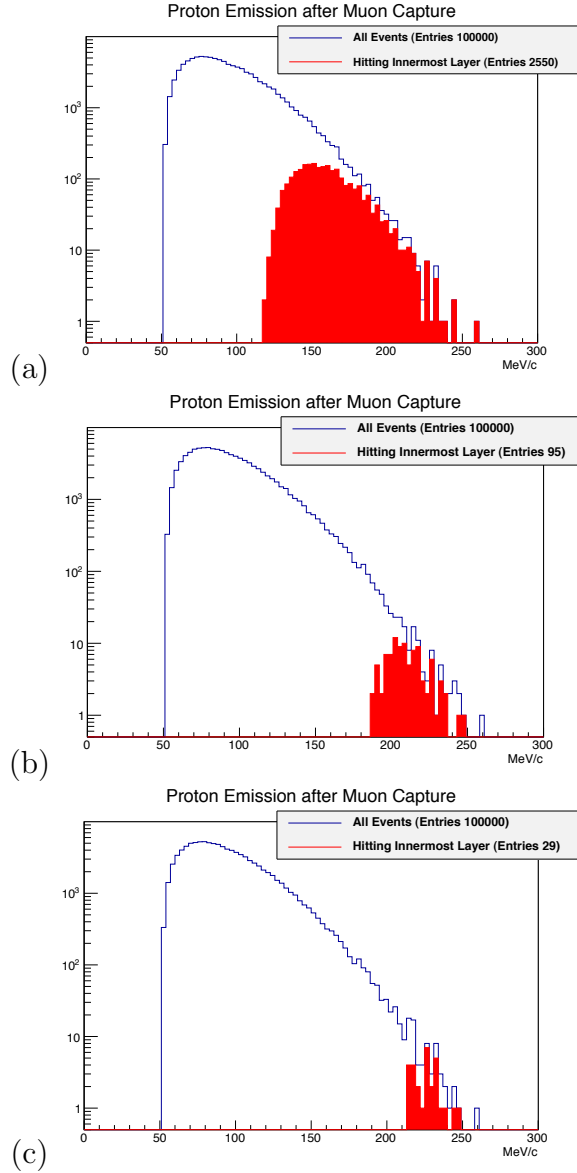 Proton Emission after Muon Capture
All Events (Entries 100000)
Hitting Innermost Layer (Entries 2550)
10³
10²
10
1
0 50 100 150 200 250 300
MeV/c
(a)
Proton Emission after Muon Capture
All Events (Entries 100000)
Hitting Innermost Layer (Entries 95)
10³
10²
10
1
0 50 100 150 200 250 300
MeV/c
(b)
Proton Emission after Muon Capture
All Events (Entries 100000)
Hitting Innermost Layer (Entries 29)
10³
10²
10
1
0 50 100 150 200 250 300
MeV/c
(c)